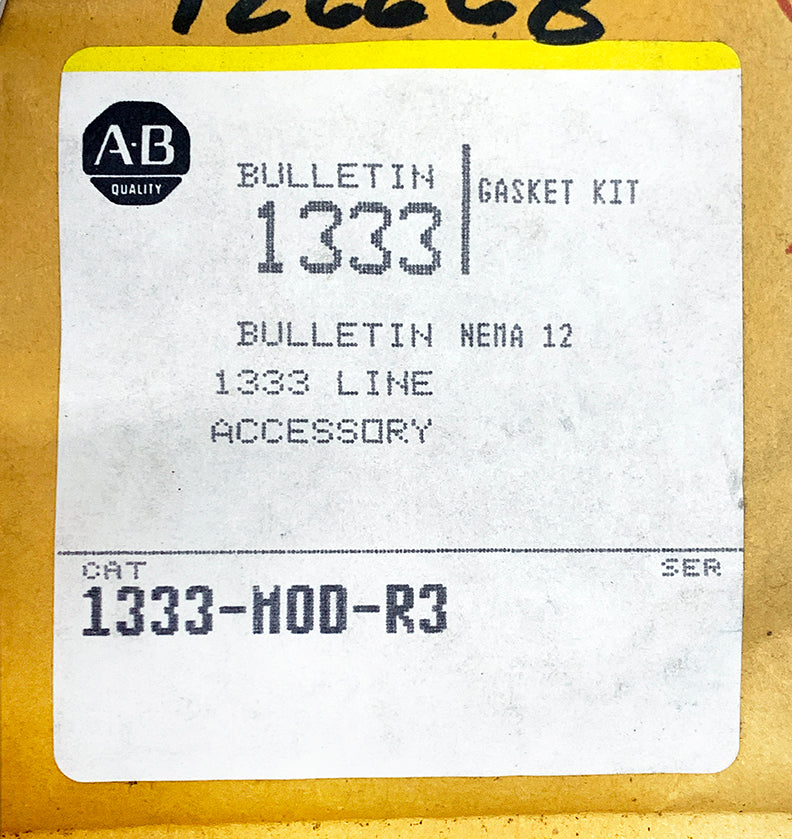 A·B
QUALITY
BULLETIN
1333
GASKET KIT
BULLETIN NEMA 12
1333 LINE
ACCESSORY
CAT
SER
1333-MOD-R3